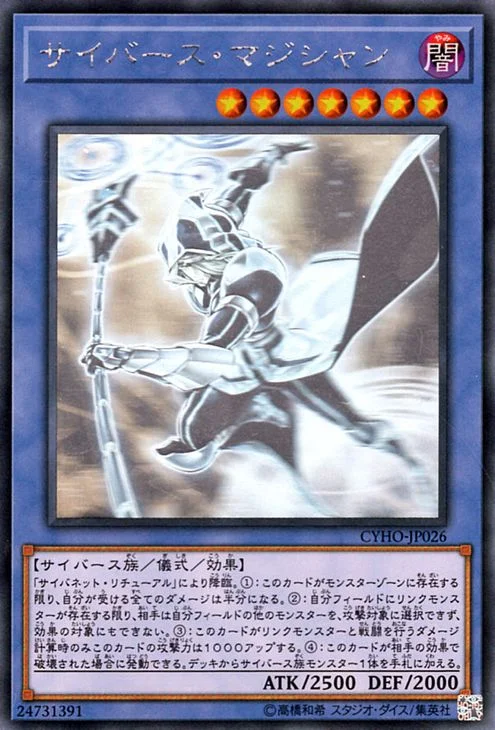 サイバース・マジシャン
闇
CYHO-JP026
【サイバース族／儀式／効果】
「サイバネット・リチューアル」により降臨。①：このカードがモンスターゾーンに存在する
限り、自分が受ける全てのダメージは半分になる。②：自分フィールドにリンクモンス
ターが存在する限り、相手は自分フィールドの他のモンスターを、攻撃対象に選択できず、
効果の対象にもできない。③：このカードがリンクモンスターと戦闘を行うダメージ
計算時のみこのカードの攻撃力は１０００アップする。④：このカードが相手の効果で
破壊された場合に発動できる。デッキからサイバース族モンスター１体を手札に加える。
ATK/2500 DEF/2000
24731391
©高橋和希 スタジオ・ダイス/集英社